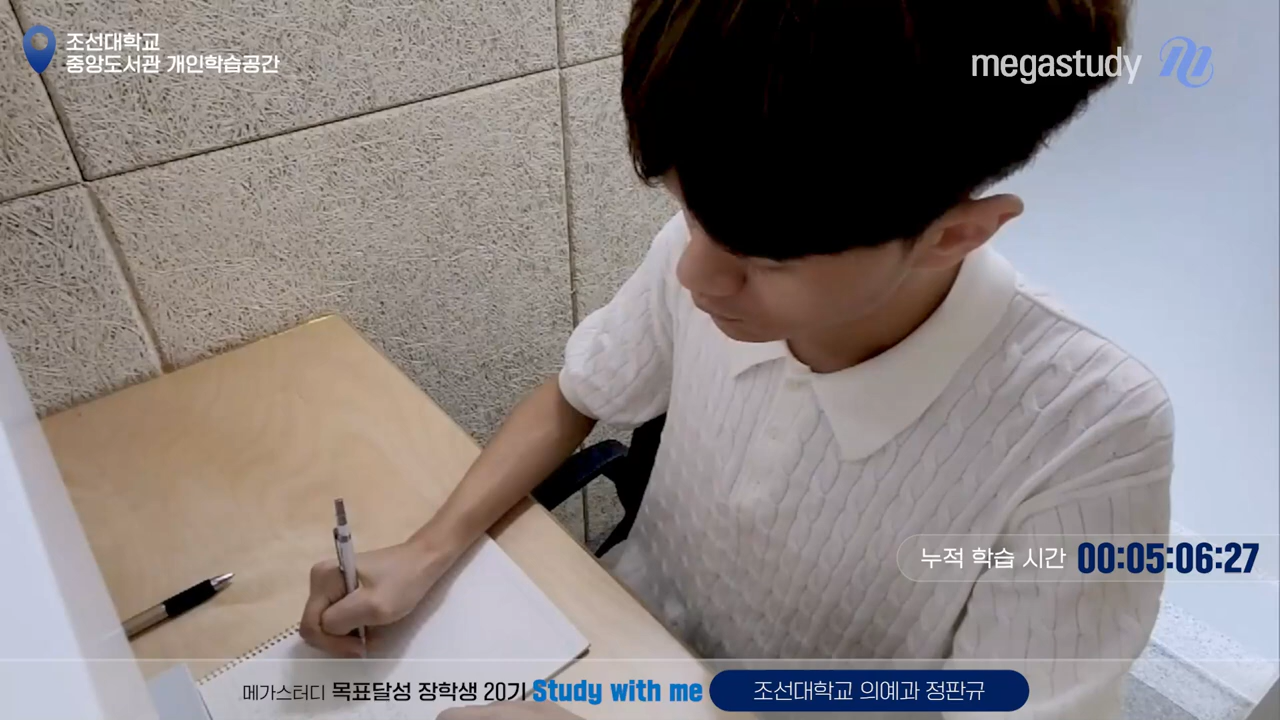 조선대학교
중앙도서관 개인학습공간
megastudy
누적 학습 시간 00:05:06:27
메가스터디 목표달성 장학생 20기 Study with me 조선대학교 의예과 정판규